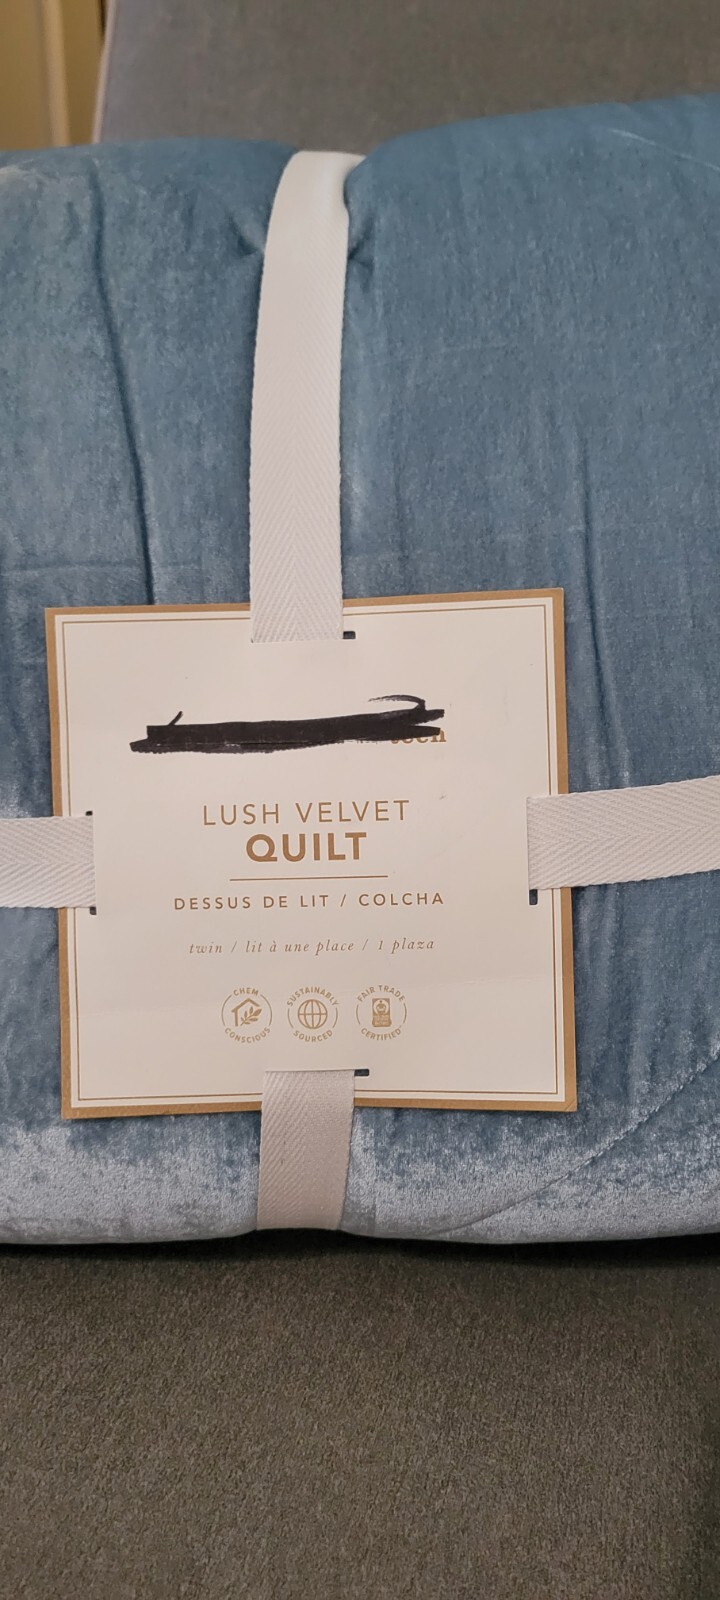 LUSH VELVET
QUILT
DESSUS DE LIT / COLCHA
twin / lit à une place / 1 plaza
CHEM CONSCIOUS
SUSTAINABLY SOURCED
FAIR TRADE CERTIFIED